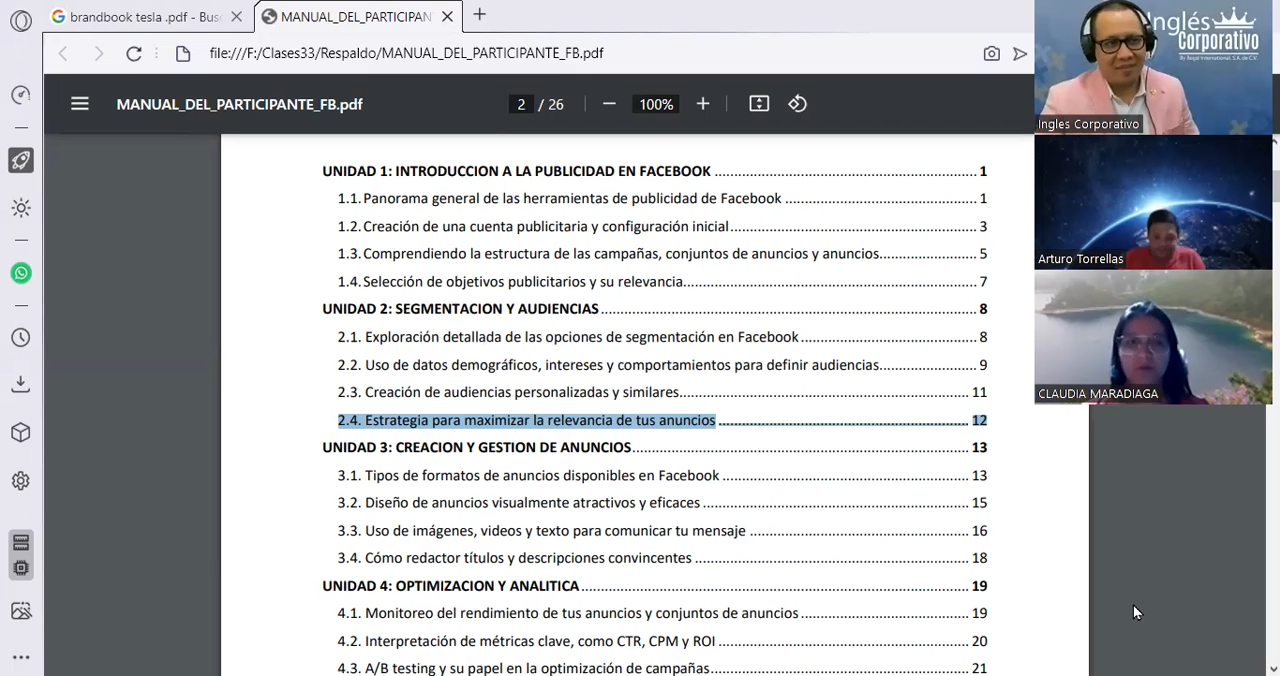 brandbook tesla .pdf - Bus
MANUAL_DEL_PARTICIPAN
file:///F:/Clases33/Respaldo/MANUAL_DEL_PARTICIPANTE_FB.pdf
MANUAL_DEL_PARTICIPANTE_FB.pdf
2 / 26
100%
UNIDAD 1: INTRODUCCION A LA PUBLICIDAD EN FACEBOOK ... 1
1.1. Panorama general de las herramientas de publicidad de Facebook ... 1
1.2. Creación de una cuenta publicitaria y configuración inicial ... 3
1.3. Comprendiendo la estructura de las campañas, conjuntos de anuncios y anuncios... 5
1.4. Selección de objetivos publicitarios y su relevancia... 7
UNIDAD 2: SEGMENTACION Y AUDIENCIAS ... 8
2.1. Exploración detallada de las opciones de segmentación en Facebook ... 8
2.2. Uso de datos demográficos, intereses y comportamientos para definir audiencias... 9
2.3. Creación de audiencias personalizadas y similares... 11
2.4. Estrategia para maximizar la relevancia de tus anuncios ... 12
UNIDAD 3: CREACION Y GESTION DE ANUNCIOS ... 13
3.1. Tipos de formatos de anuncios disponibles en Facebook ... 13
3.2. Diseño de anuncios visualmente atractivos y eficaces ... 15
3.3. Uso de imágenes, videos y texto para comunicar tu mensaje ... 16
3.4. Cómo redactor títulos y descripciones convincentes ... 18
UNIDAD 4: OPTIMIZACION Y ANALITICA ... 19
4.1. Monitoreo del rendimiento de tus anuncios y conjuntos de anuncios ... 19
4.2. Interpretación de métricas clave, como CTR, CPM y ROI ... 20
4.3. A/B testing y su papel en la optimización de campañas... 21
Inglés
Corporativo
By Regal International, S.A. de C.V.
Ingles Corporativo
Arturo Torrellas
CLAUDIA MARADIAGA